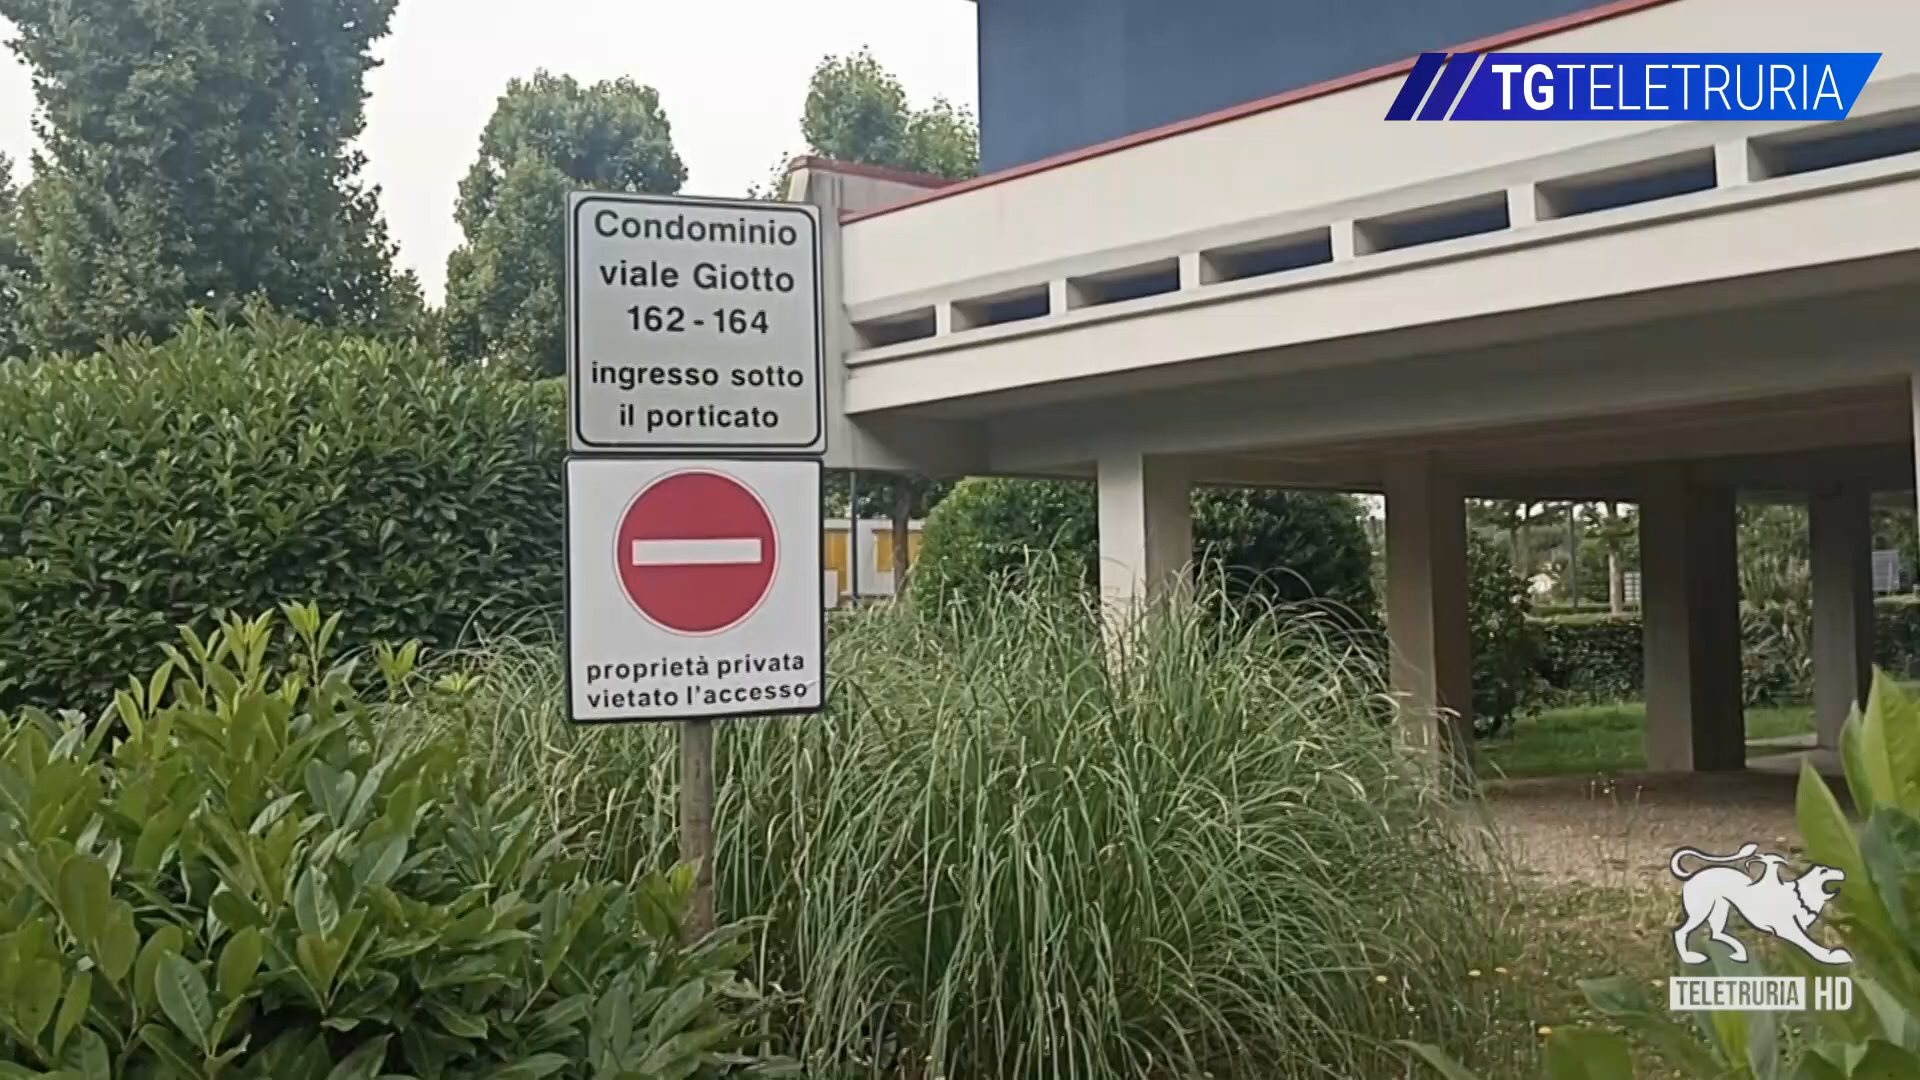 TGTELETRURIA
Condominio
viale Giotto
162 - 164
ingresso sotto
il porticato
proprietà privata
vietato l'accesso
TELETRURIA HD